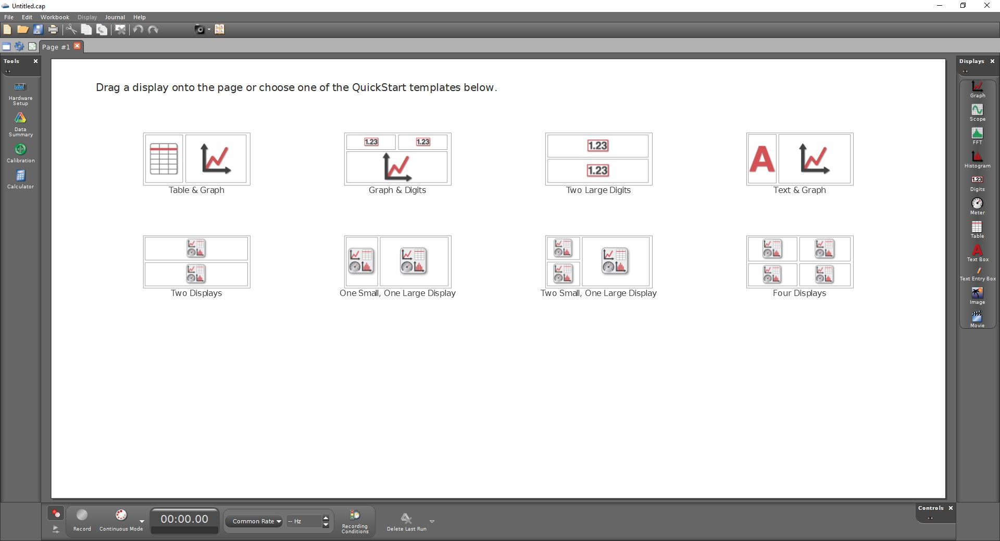 Untitled.cap
File Edit Workbook Display Journal Help
Page #1
Tools
Hardware
Setup
Data
Summary
Calibration
Calculator
Drag a display onto the page or choose one of the QuickStart templates below.
1.23 1.23
1.23
1.23
A
Table & Graph
Graph & Digits
Two Large Digits
Text & Graph
Two Displays
One Small, One Large Display
Two Small, One Large Display
Four Displays
Displays
Graph
Scope
FFT
Histogram
1.23
Digits
Meter
Table
A
Text Box
Text Entry Box
Image
Movie
Record
Continuous Mode
00:00.00
Common Rate
-- Hz
Recording
Conditions
Delete Last Run
Controls